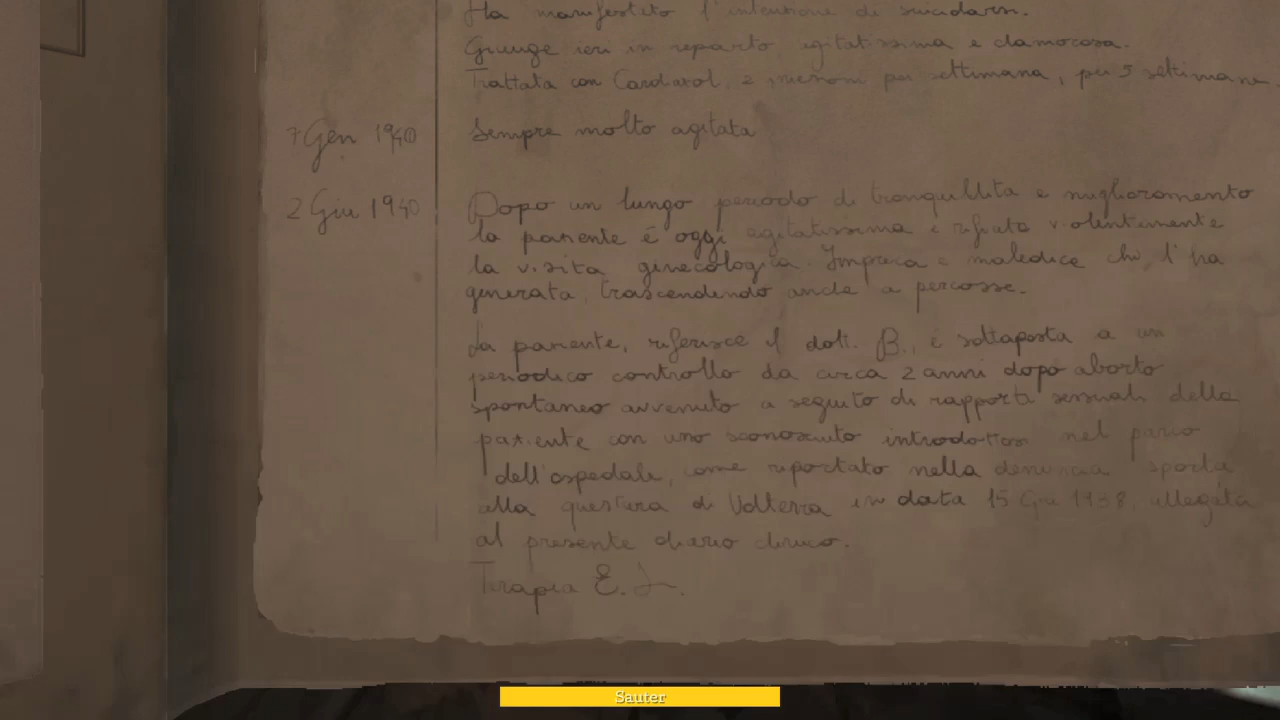 Ha manifestato l'intenzione di suicidarsi.
Giunge ieri in reparto agitatissima e clamorosa.
Trattata con Cardiazol, 2 iniezioni per settimana, per 5 settimane.
7 Gen 1940 Sempre molto agitata
2 Giu 1940 Dopo un lungo periodo di tranquillità e miglioramento
la paziente è oggi agitatissima e rifiuta violentemente
la visita ginecologica. Impreca e maledice chi l'ha
generata, trascendendo anche a percosse.
La paziente, riferisce il dott. B., è sottoposta a un
periodico controllo da circa 2 anni dopo aborto
spontaneo avvenuto a seguito di rapporti sessuali della
paziente con uno sconosciuto introdottosi nel parco
dell'ospedale, come riportato nella denuncia sporta
alla questura di Volterra in data 15 Giu 1938, allegata
al presente diario clinico.
Terapia E.
Sauter